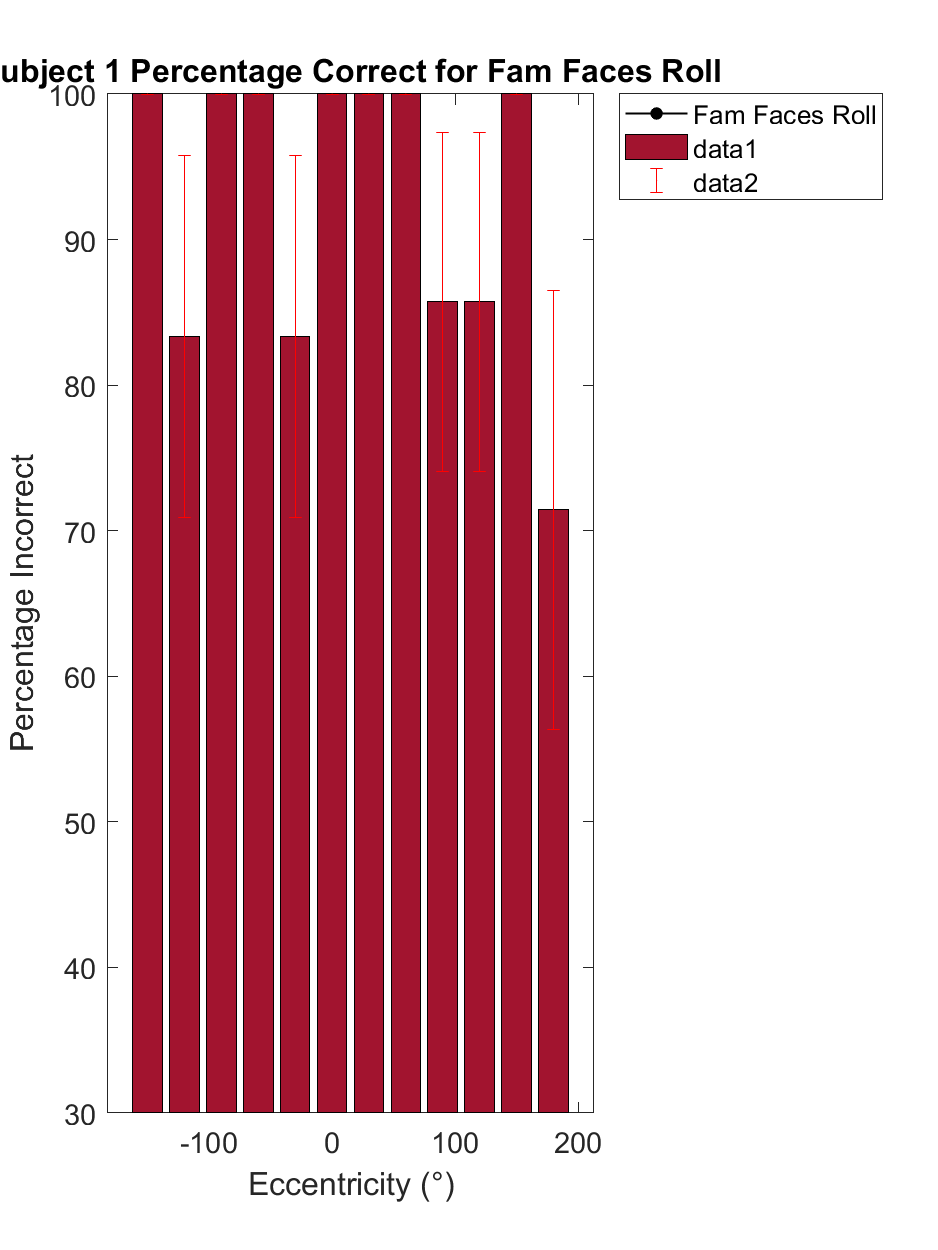 ubject 1 Percentage Correct for Fam Faces Roll
Fam Faces Roll
data1
data2
100
90
80
70
60
50
40
30
Percentage Incorrect
-100 0 100 200
Eccentricity (°)